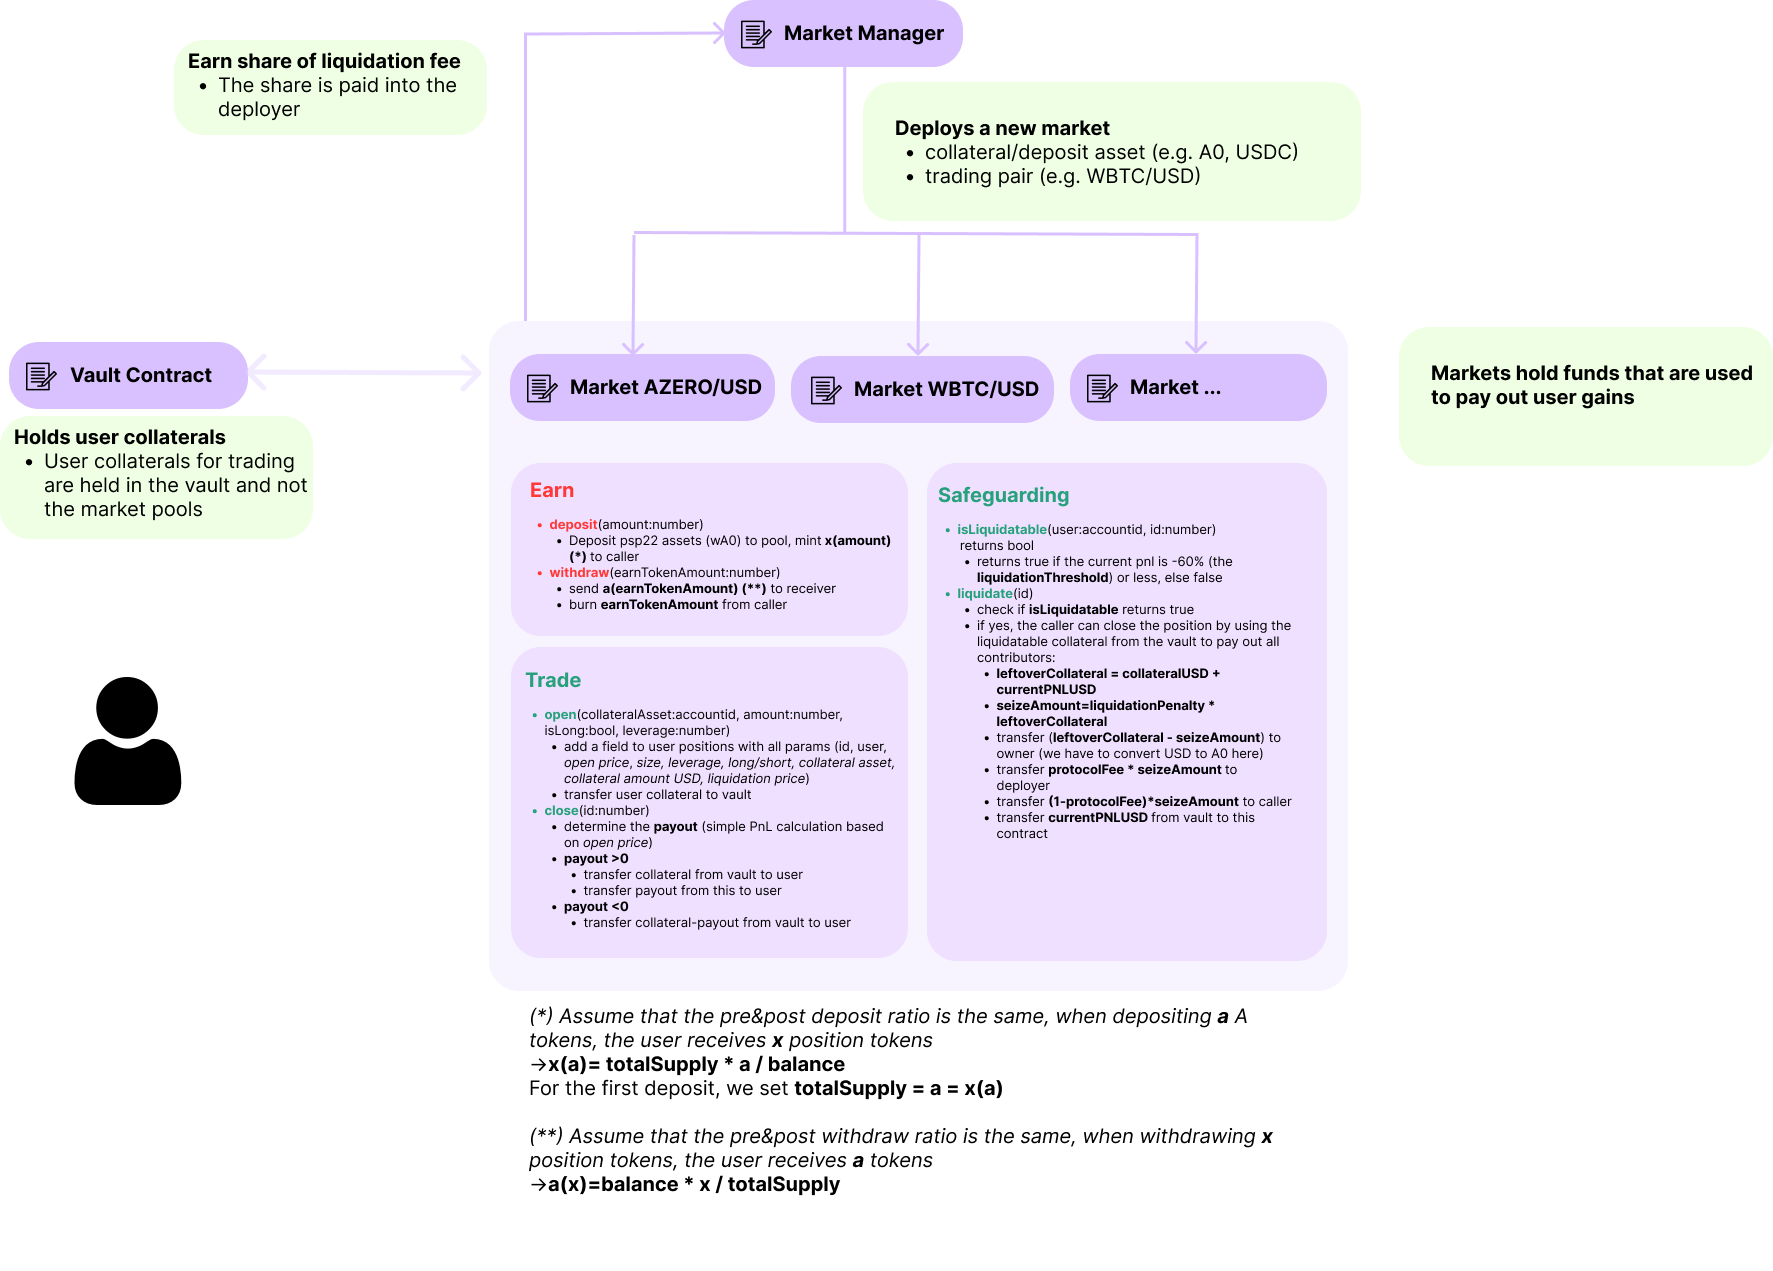 Market Manager
Earn share of liquidation fee
• The share is paid into the
deployer
Deploys a new market
• collateral/deposit asset (e.g. A0, USDC)
• trading pair (e.g. WBTC/USD)
Vault Contract
Holds user collaterals
• User collaterals for trading
are held in the vault and not
the market pools
Market AZERO/USD
Market WBTC/USD
Market ...
Markets hold funds that are used
to pay out user gains
Earn
• deposit(amount:number)
• Deposit psp22 assets (wA0) to pool, mint x(amount)
(*) to caller
• withdraw(earnTokenAmount:number)
• send a(earnTokenAmount) (**) to receiver
• burn earnTokenAmount from caller
Trade
• open(collateralAsset:accountid, amount:number,
isLong:bool, leverage:number)
• add a field to user positions with all params (id, user,
open price, size, leverage, long/short, collateral asset,
collateral amount USD, liquidation price)
• transfer user collateral to vault
• close(id:number)
• determine the payout (simple PnL calculation based
on open price)
• payout >0
• transfer collateral from vault to user
• transfer payout from this to user
• payout <0
• transfer collateral-payout from vault to user
Safeguarding
• isLiquidatable(user:accountid, id:number)
returns bool
• returns true if the current pnl is -60% (the
liquidationThreshold) or less, else false
• liquidate(id)
• check if isLiquidatable returns true
• if yes, the caller can close the position by using the
liquidatable collateral from the vault to pay out all
contributors:
• leftoverCollateral = collateralUSD +
currentPNLUSD
• seizeAmount=liquidationPenalty *
leftoverCollateral
• transfer (leftoverCollateral - seizeAmount) to
owner (we have to convert USD to A0 here)
• transfer protocolFee * seizeAmount to
deployer
• transfer (1-protocolFee)*seizeAmount to caller
• transfer currentPNLUSD from vault to this
contract
(*) Assume that the pre&post deposit ratio is the same, when depositing a A
tokens, the user receives x position tokens
→x(a)= totalSupply * a / balance
For the first deposit, we set totalSupply = a = x(a)
(**) Assume that the pre&post withdraw ratio is the same, when withdrawing x
position tokens, the user receives a tokens
→a(x)=balance * x / totalSupply